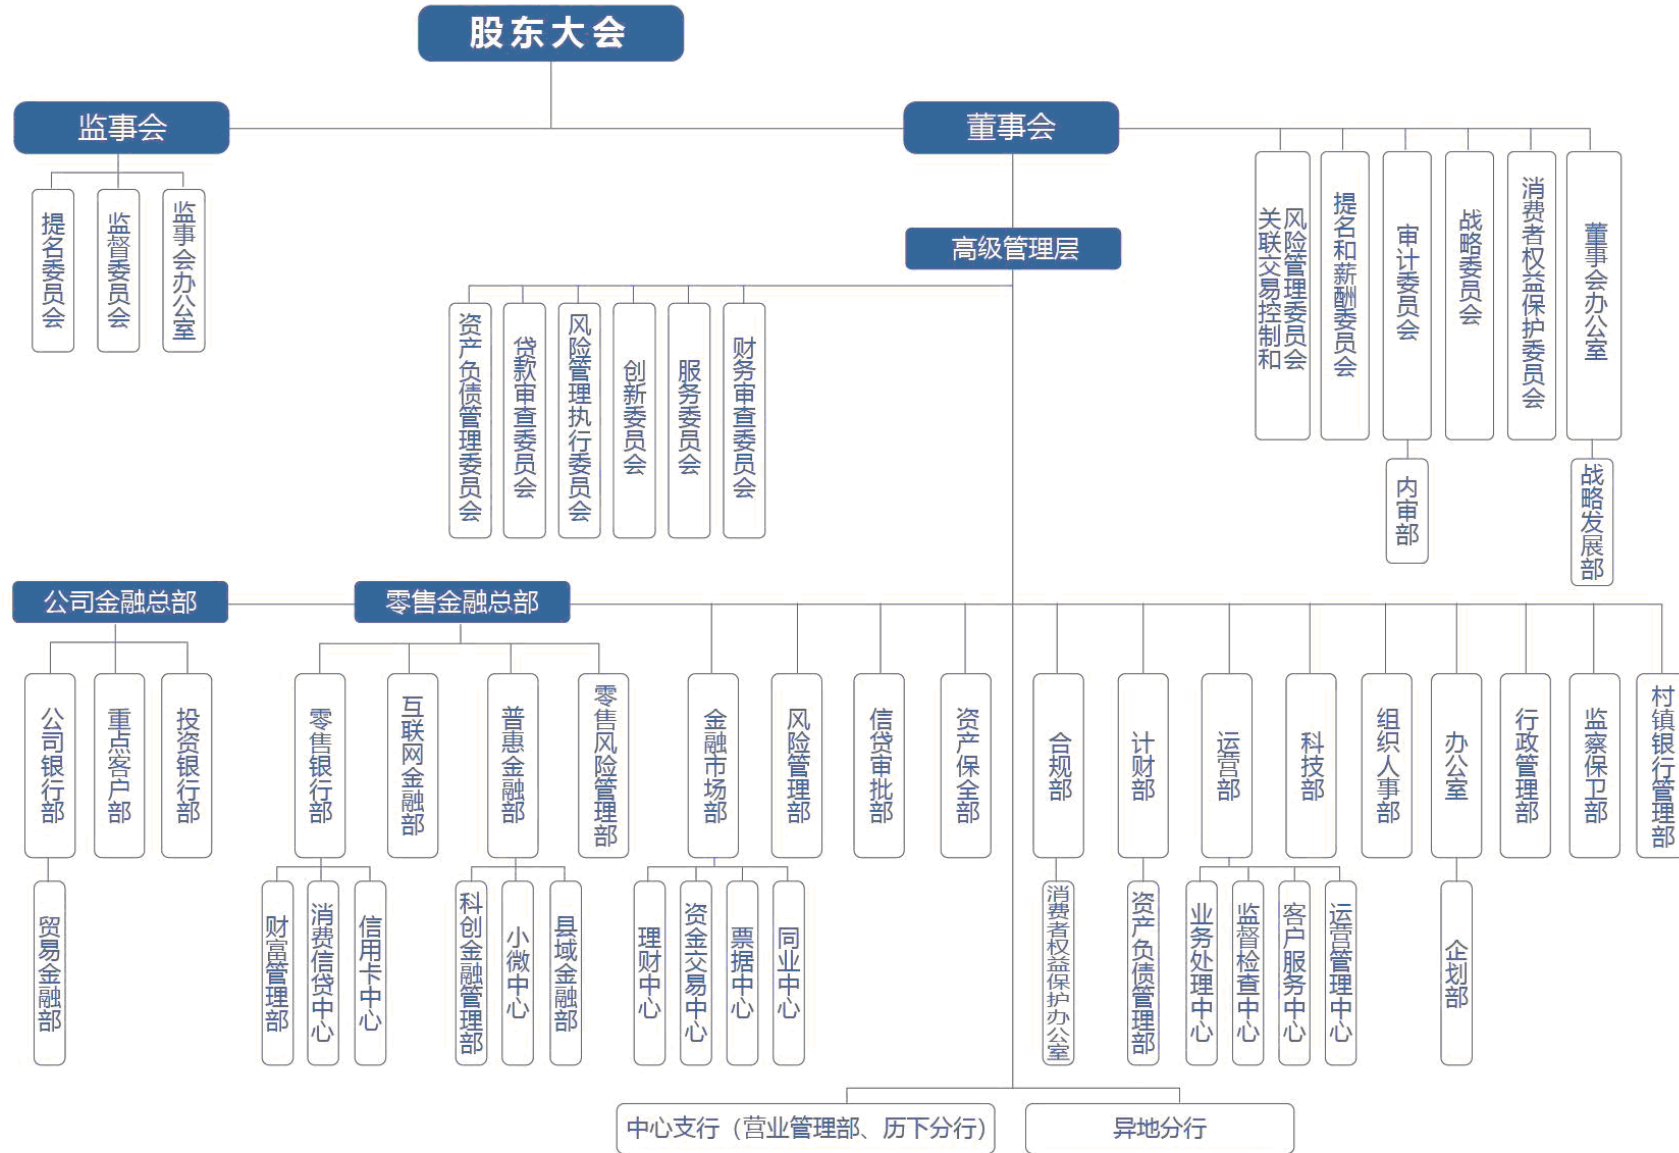 股东大会
监事会
董事会
提名委员会
监督委员会
监事会办公室
关联交易控制和
风险管理委员会
提名和薪酬委员会
审计委员会
战略委员会
消费者权益保护委员会
董事会办公室
高级管理层
资产负债管理委员会
贷款审查委员会
风险管理执行委员会
创新委员会
服务委员会
财务审查委员会
内审部
战略发展部
公司金融总部
零售金融总部
公司银行部
重点客户部
投资银行部
零售银行部
互联网金融部
普惠金融部
零售风险管理部
金融市场部
风险管理部
信贷审批部
资产保全部
合规部
计财部
运营部
科技部
组织人事部
办公室
行政管理部
监察保卫部
村镇银行管理部
贸易金融部
财富管理部
消费信贷中心
信用卡中心
科创金融管理部
小微中心
县域金融部
理财中心
资金交易中心
票据中心
同业中心
消费者权益保护办公室
资产负债管理部
业务处理中心
监督检查中心
客户服务中心
运营管理中心
企划部
中心支行（营业管理部、历下分行）
异地分行